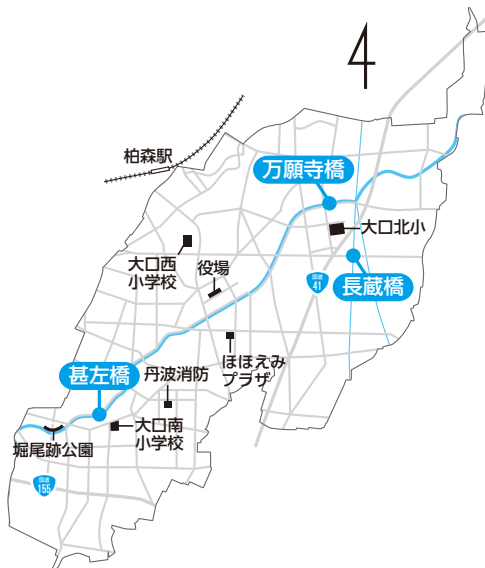 柏森駅
万願寺橋
大口北小
大口西
小学校
役場
国道
41
長蔵橋
ほほえみ
プラザ
甚左橋
丹波消防
大口南
小学校
堀尾跡公園
国道
155